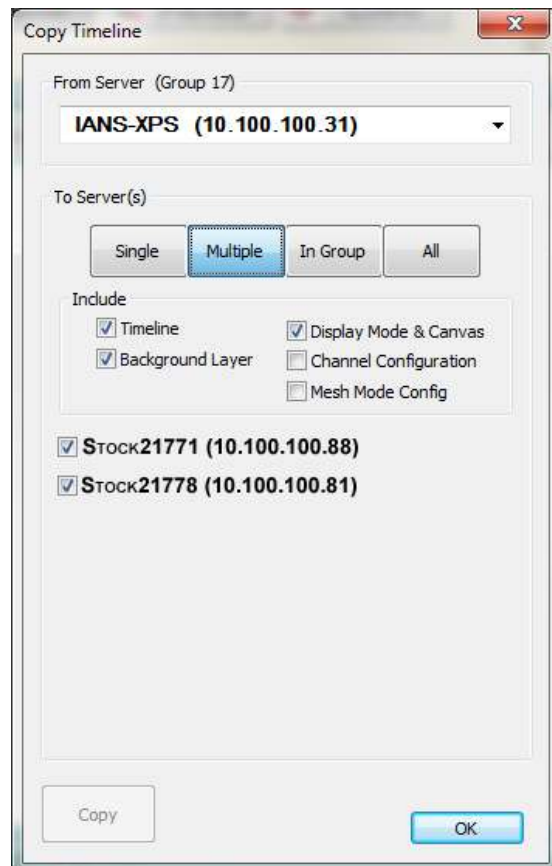 Copy Timeline
From Server (Group 17)
IANS-XPS (10.100.100.31)
To Server(s)
Single Multiple In Group All
Include
Timeline Display Mode & Canvas
Background Layer Channel Configuration
Mesh Mode Config
STOCK21771 (10.100.100.88)
STOCK21778 (10.100.100.81)
Copy OK